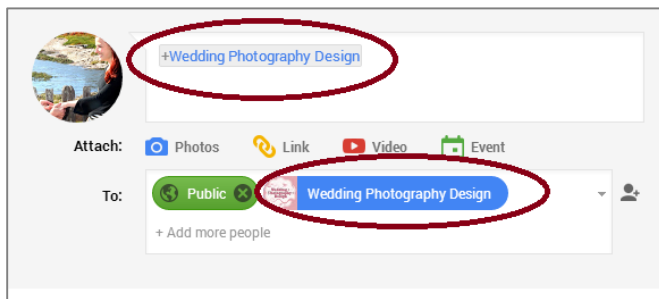 +Wedding Photography Design
Attach: Photos Link Video Event
To: Public Wedding Photography Design
+ Add more people